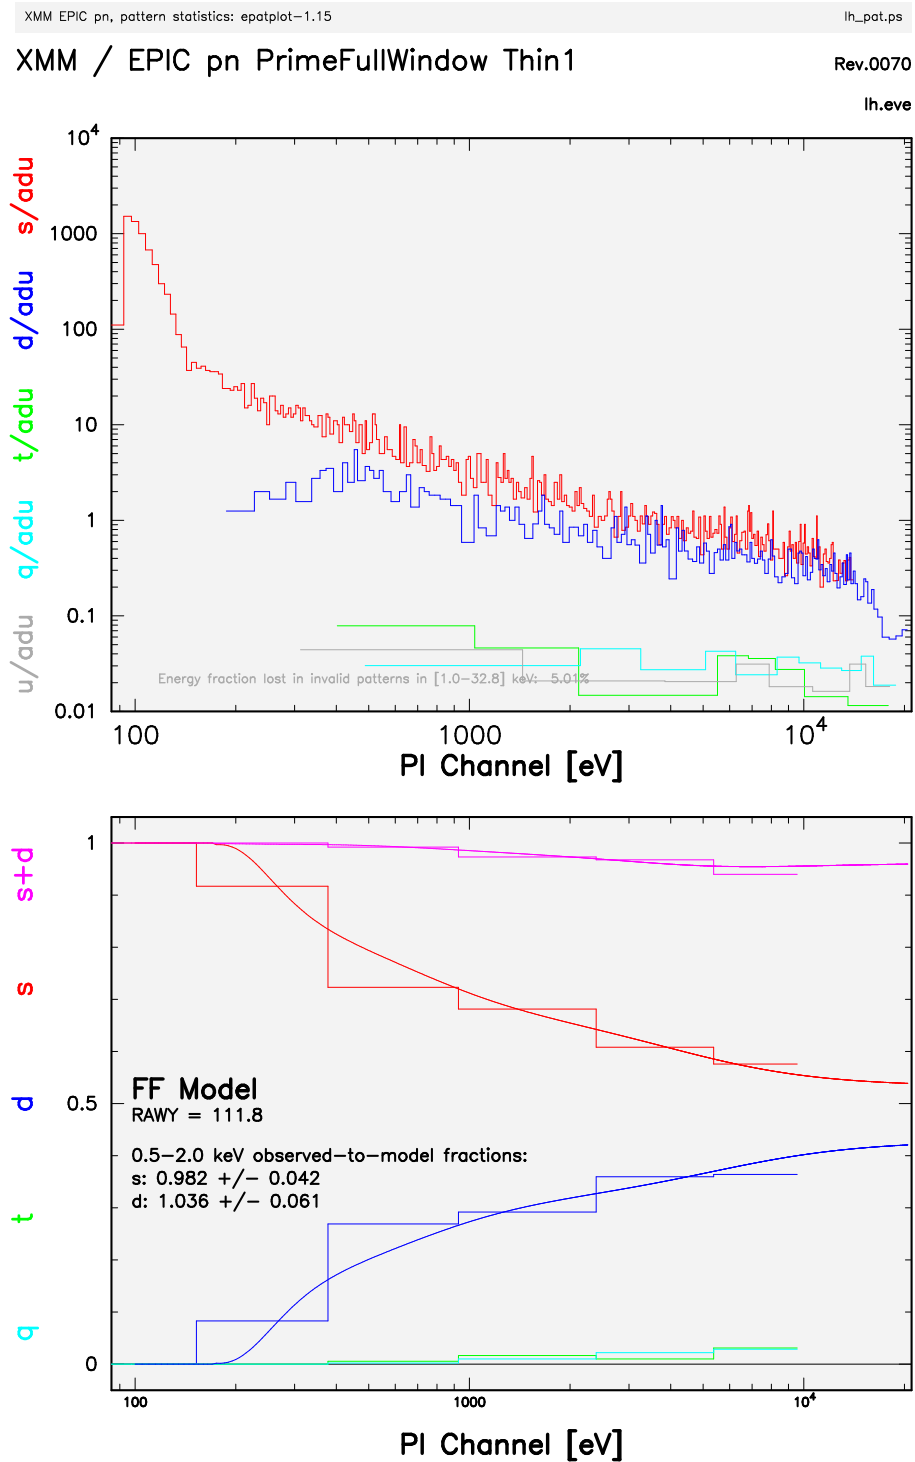 XMM EPIC pn, pattern statistics: epatplot-1.15 lh_pat.ps
XMM / EPIC pn PrimeFullWindow Thin1 Rev.0070
lh.eve
u/adu q/adu t/adu d/adu s/adu
10^4
1000
100
10
1
0.1
0.01
Energy fraction lost in invalid patterns in [1.0-32.8] keV: 5.01%
100 1000 10^4
PI Channel [eV]
q t d s s+d
1
0.5
0
FF Model
RAWY = 111.8
0.5-2.0 keV observed-to-model fractions:
s: 0.982 +/- 0.042
d: 1.036 +/- 0.061
100 1000 10^4
PI Channel [eV]